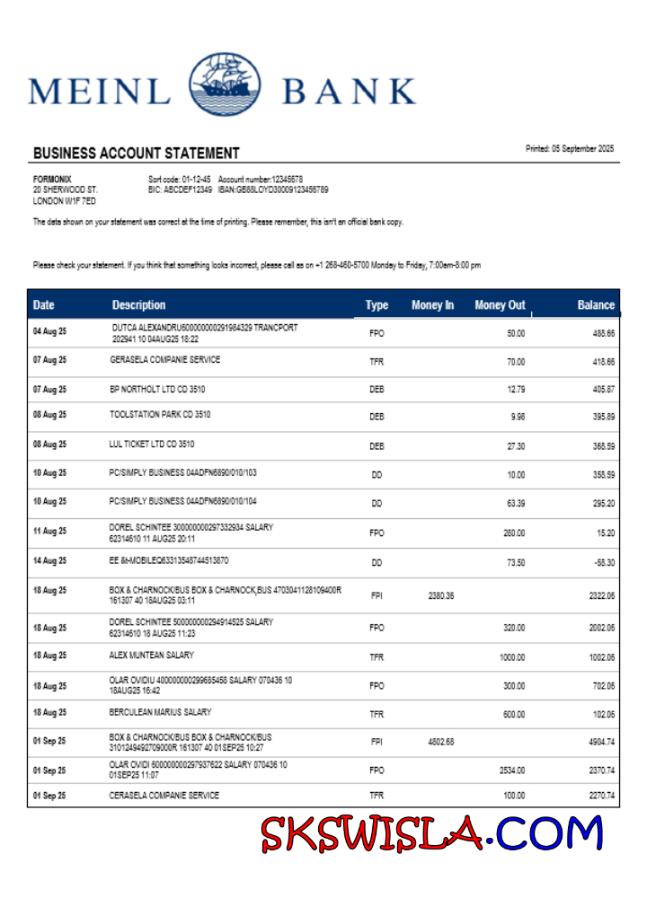 MEINL BANK
BUSINESS ACCOUNT STATEMENT
Printed: 05 September 2025
FORMONIX
20 SHERWOOD ST.
LONDON W1F 7ED
Sort code: 01-12-45 Account number:12345678
BIC: ABCDEF12349 IBAN:GB88LOYD30009123456789
The data shown on your statement was correct at the time of printing. Please remember, this isn't an official bank copy.
Please check your statement. If you think that something looks incorrect, please call as on +1 268-460-5700 Monday to Friday, 7:00am-8:00 pm
Date Description Type Money In Money Out Balance
04 Aug 25 DUTCA ALEXANDRU600000000291984329 TRANCPORT FPO 50.00 488.66
202941 10 04AUG25 18:22
07 Aug 25 GERASELA COMPANIE SERVICE TFR 70.00 418.66
07 Aug 25 BP NORTHOLT LTD CD 3510 DEB 12.79 405.87
08 Aug 25 TOOLSTATION PARK CD 3510 DEB 9.98 395.89
08 Aug 25 LUL TICKET LTD CD 3510 DEB 27.30 368.59
10 Aug 25 PC/SIMPLY BUSINESS 04ADFN6890/010/103 DD 10.00 358.59
10 Aug 25 PC/SIMPLY BUSINESS 04ADFN6890/010/104 DD 63.39 295.20
11 Aug 25 DOREL SCHINTEE 300000000297332934 SALARY FPO 280.00 15.20
62314610 11 AUG25 20:11
14 Aug 25 EE &t-MOBILEQ63313548744513870 DD 73.50 -58.30
18 Aug 25 BOX & CHARNOCK/BUS BOX & CHARNOCK,BUS 4703041128109400R FPI 2380.36 2322.06
161307 40 18AUG25 03:11
18 Aug 25 DOREL SCHINTEE 500000000294914525 SALARY FPO 320.00 2002.06
62314610 18 AUG25 11:23
18 Aug 25 ALEX MUNTEAN SALARY TFR 1000.00 1002.06
18 Aug 25 OLAR OVIDIU 400000000299685458 SALARY 070436 10 FPO 300.00 702.06
18AUG25 16:42
18 Aug 25 BERCULEAN MARIUS SALARY TFR 600.00 102.06
01 Sep 25 BOX & CHARNOCK/BUS BOX & CHARNOCK/BUS FPI 4802.68 4904.74
3101249492709000R 161307 40 01SEP25 10:27
01 Sep 25 OLAR OVIDI 600000000297937622 SALARY 070436 10 FPO 2534.00 2370.74
01SEP25 11:07
01 Sep 25 CERASELA COMPANIE SERVICE TFR 100.00 2270.74
SKSWISLA.COM